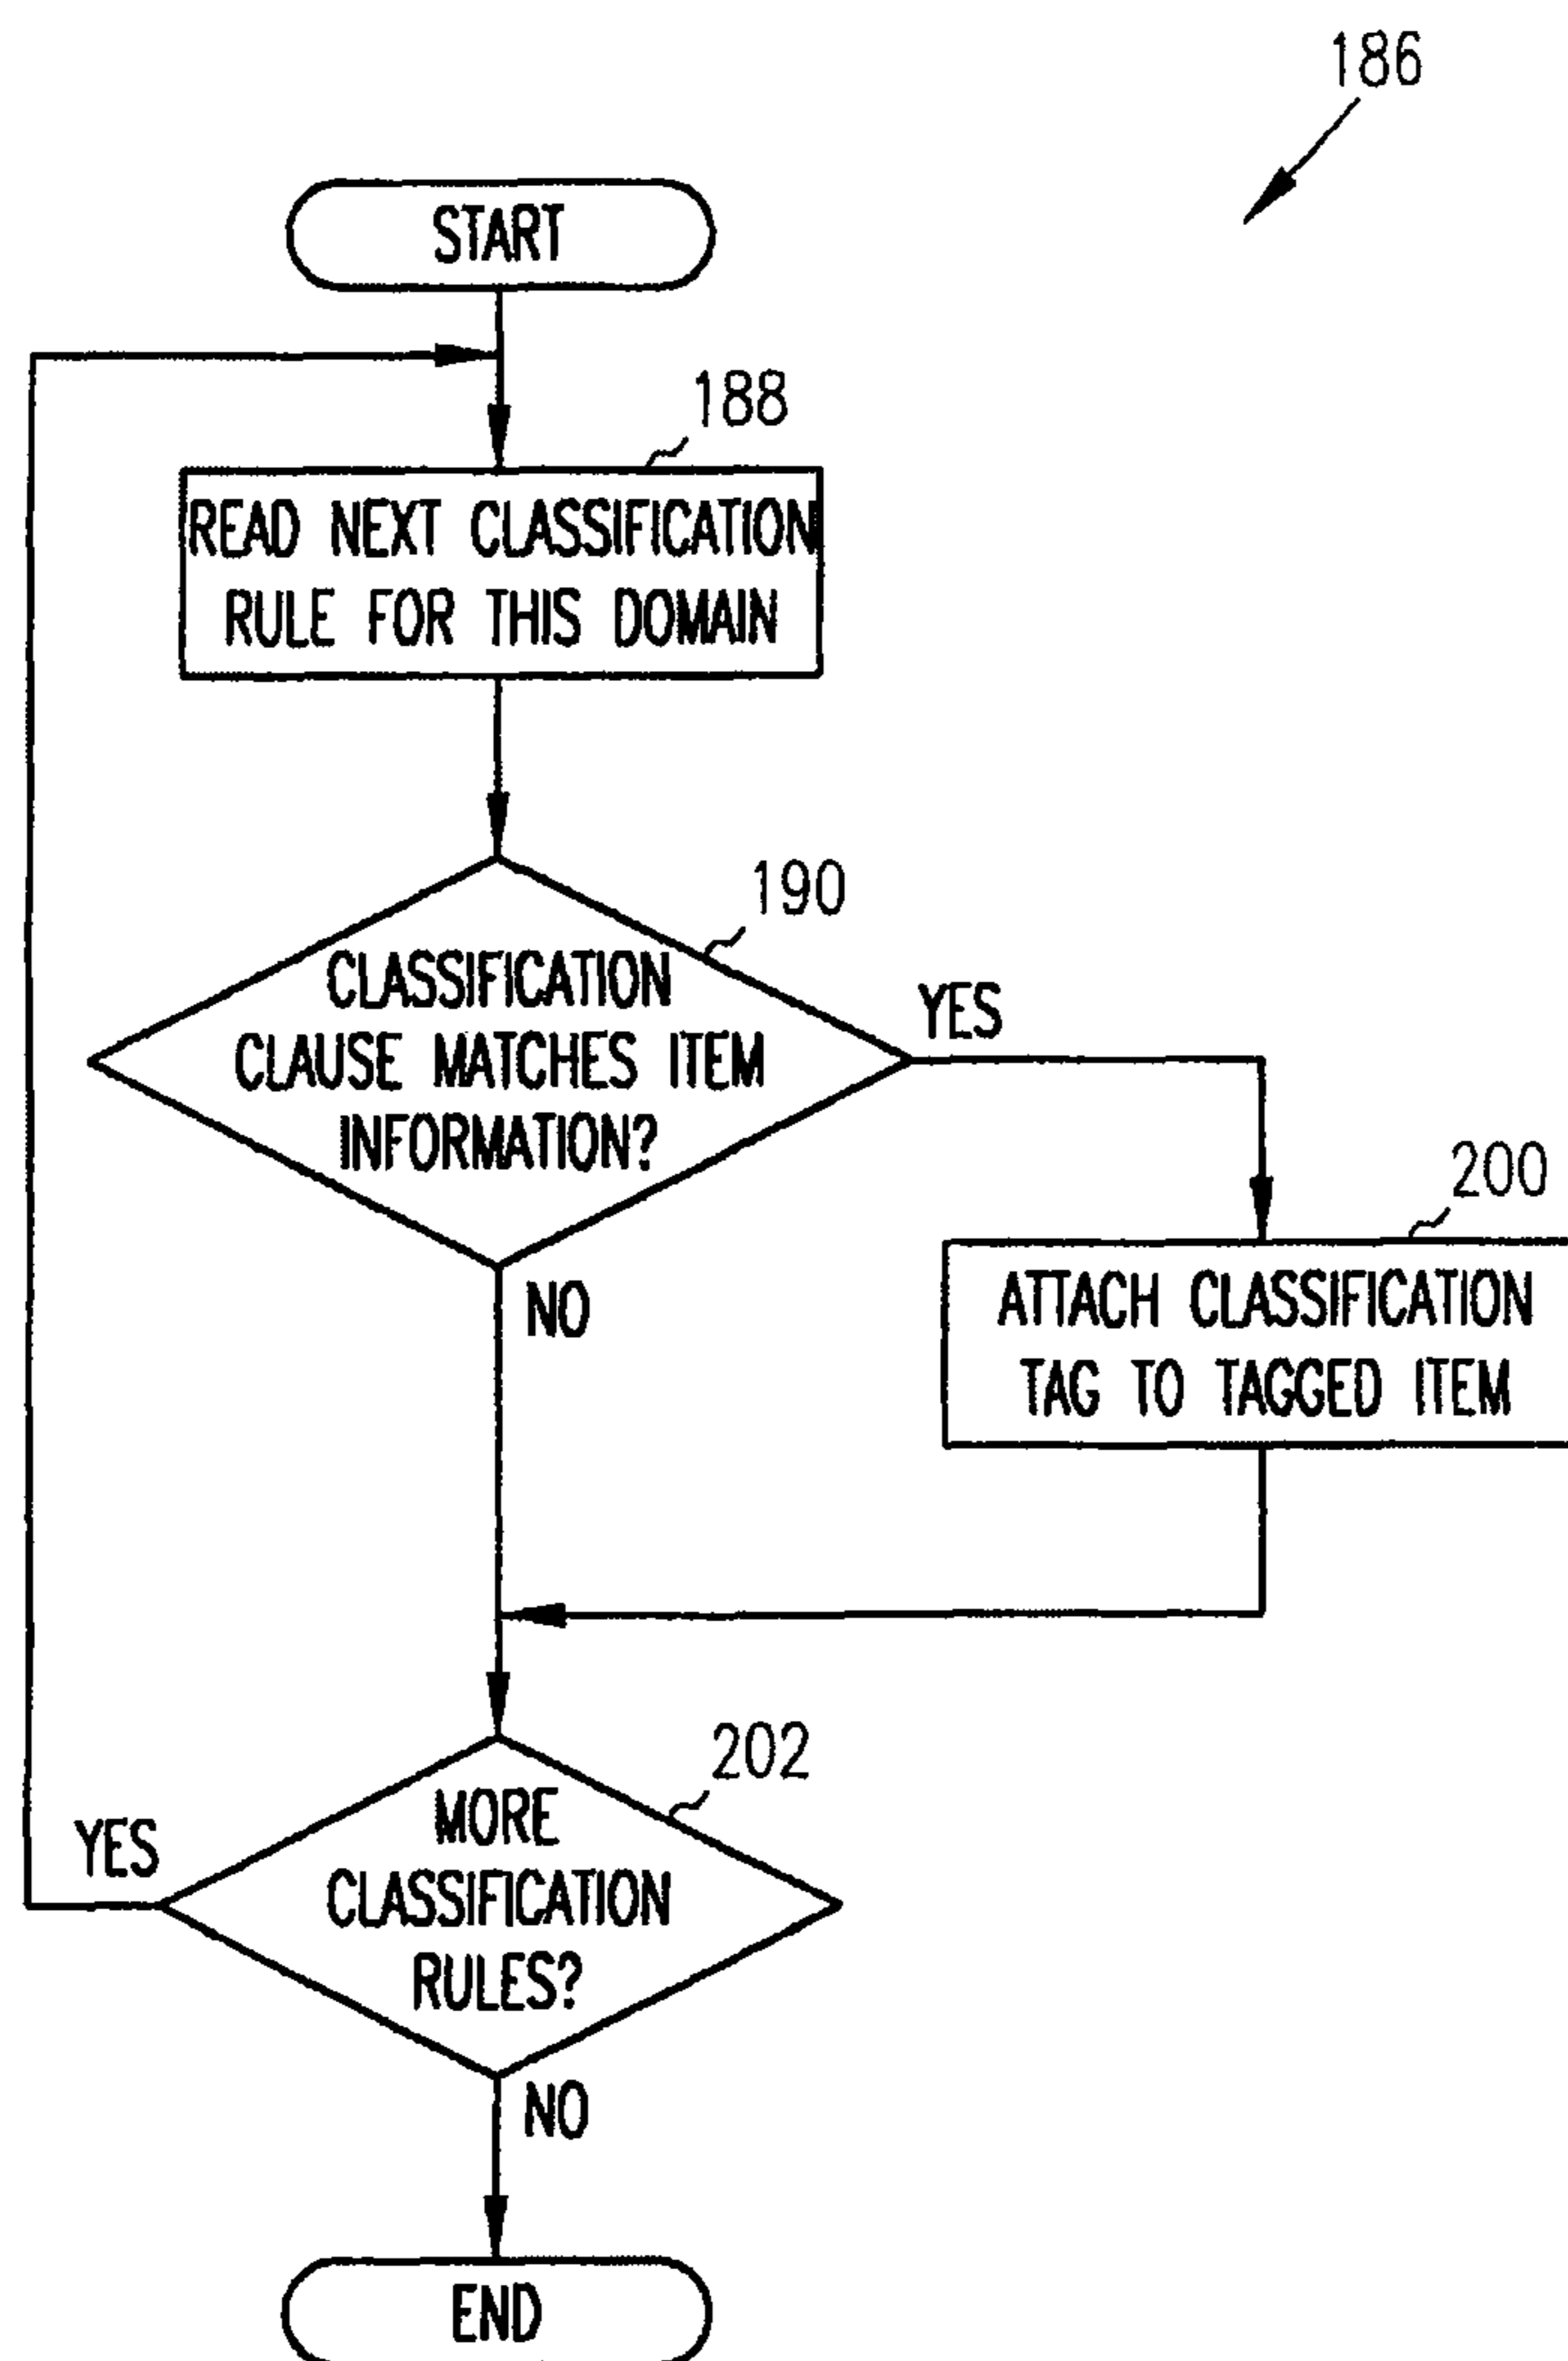 186
START
188
READ NEXT CLASSIFICATION
RULE FOR THIS DOMAIN
190
CLASSIFICATION
CLAUSE MATCHES ITEM
INFORMATION?
YES
NO
200
ATTACH CLASSIFICATION
TAG TO TAGGED ITEM
202
MORE
CLASSIFICATION
RULES?
YES
NO
END